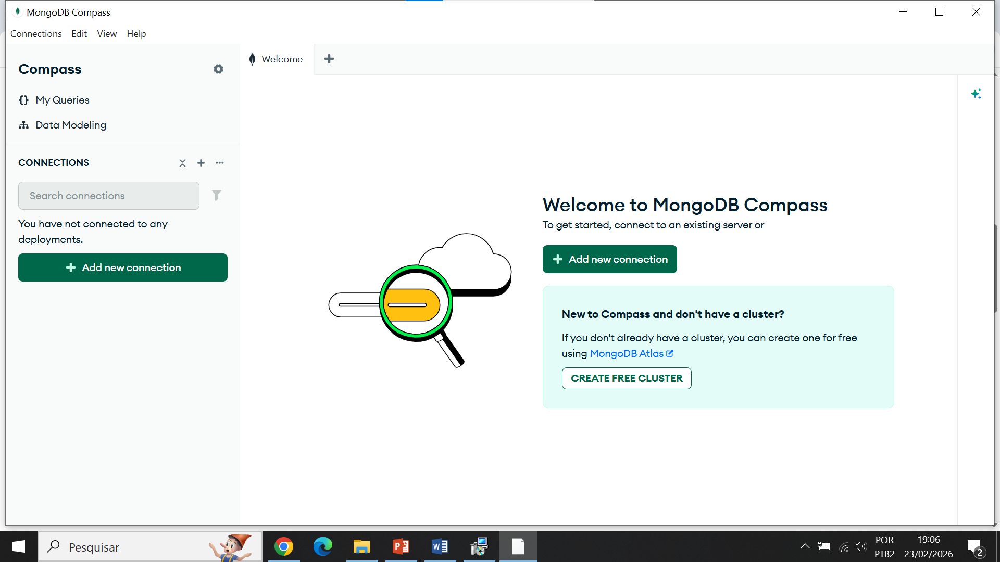 MongoDB Compass
Connections Edit View Help
Compass
My Queries
Data Modeling
CONNECTIONS
Search connections
You have not connected to any
deployments.
Add new connection
Welcome
Welcome to MongoDB Compass
To get started, connect to an existing server or
Add new connection
New to Compass and don't have a cluster?
If you don't already have a cluster, you can create one for free
using MongoDB Atlas
CREATE FREE CLUSTER
Pesquisar
POR
PTB2
19:06
23/02/2026
2